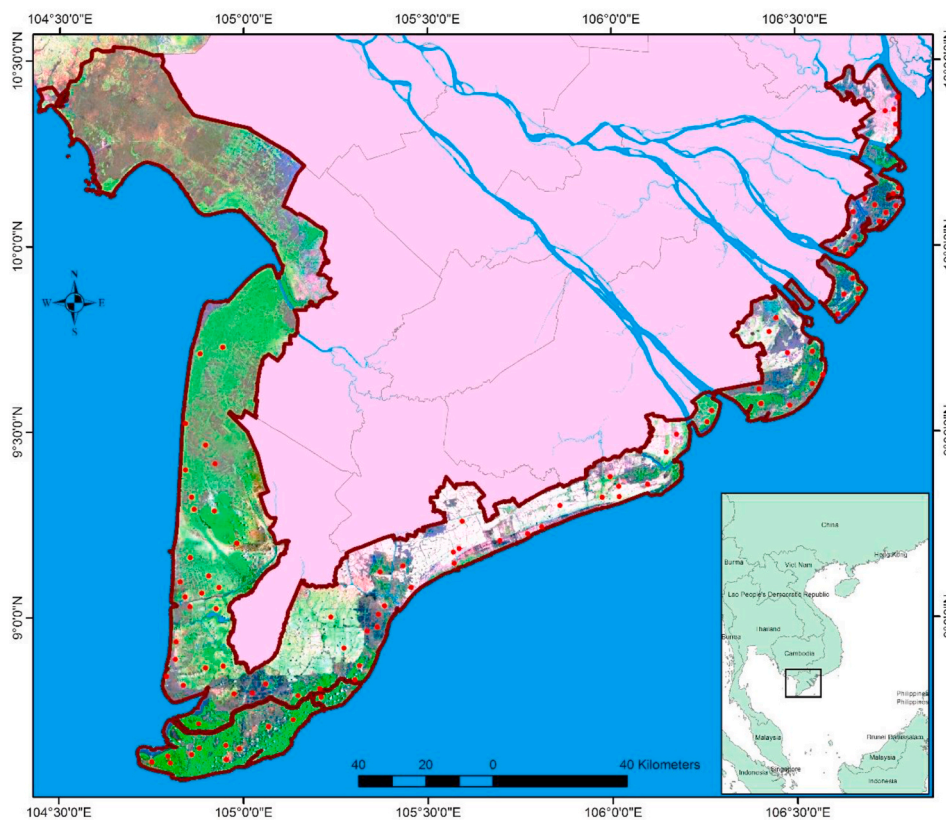 104°30'0"E 105°0'0"E 105°30'0"E 106°0'0"E 106°30'0"E
10°30'0"N
10°0'0"N
9°30'0"N
9°0'0"N
N
W E
S
40 20 0 40 Kilometers
China
Burma
Hong Kong
Viet Nam
Lao People's Democratic Republic
Thailand
Burma
Cambodia
Philippines
Philippines
Brunei Darussalam
Malaysia
Malaysia
Singapore
Indonesia
Indonesia
104°30'0"E 105°0'0"E 105°30'0"E 106°0'0"E 106°30'0"E